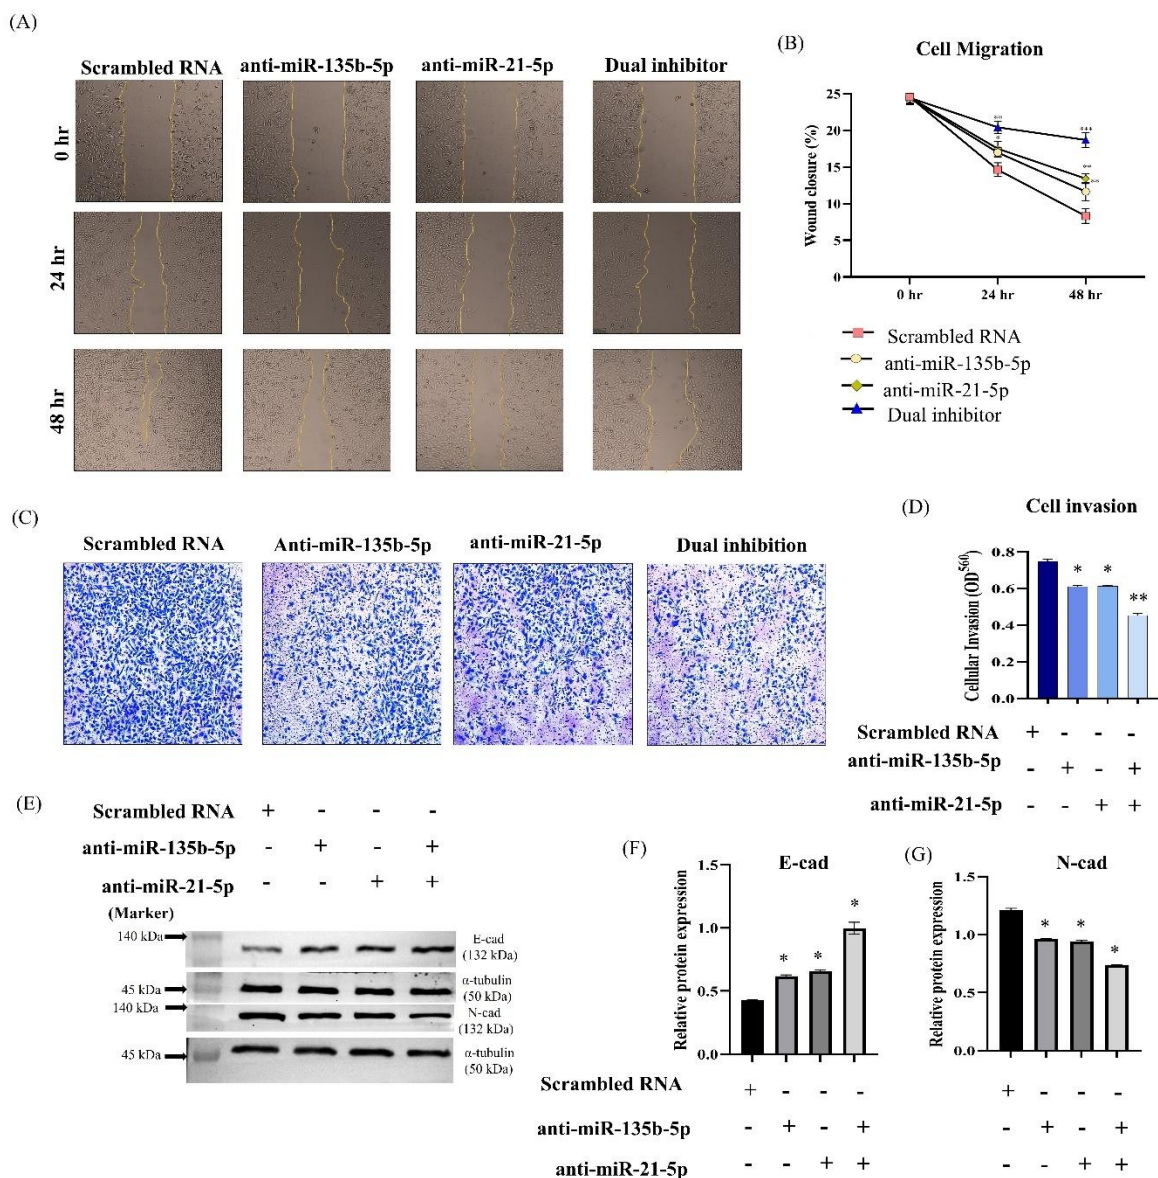 (A)
Scrambled RNA anti-miR-135b-5p anti-miR-21-5p Dual inhibitor
0 hr
24 hr
48 hr
(B)
Cell Migration
Wound closure (%)
25
20
15
10
5
0
** 
*
***
**
**
0 hr 24 hr 48 hr
Scrambled RNA
anti-miR-135b-5p
anti-miR-21-5p
Dual inhibitor
(C)
Scrambled RNA Anti-miR-135b-5p anti-miR-21-5p Dual inhibition
(D)
Cell invasion
Cellular Invasion (OD560)
0.8
0.6
0.4
0.2
0.0
* * **
Scrambled RNA + - - -
anti-miR-135b-5p - + - +
anti-miR-21-5p - - + +
(E)
Scrambled RNA + - - -
anti-miR-135b-5p - + - +
anti-miR-21-5p - - + +
(Marker)
140 kDa E-cad
(132 kDa)
45 kDa α-tubulin
(50 kDa)
140 kDa N-cad
(132 kDa)
45 kDa α-tubulin
(50 kDa)
(F)
E-cad
Relative protein expression
1.5
1.0
0.5
0.0
* * *
(G)
N-cad
Relative protein expression
1.5
1.0
0.5
0.0
* * *
Scrambled RNA + - - - + - - -
anti-miR-135b-5p - + - + - + - +
anti-miR-21-5p - - + + - - + +